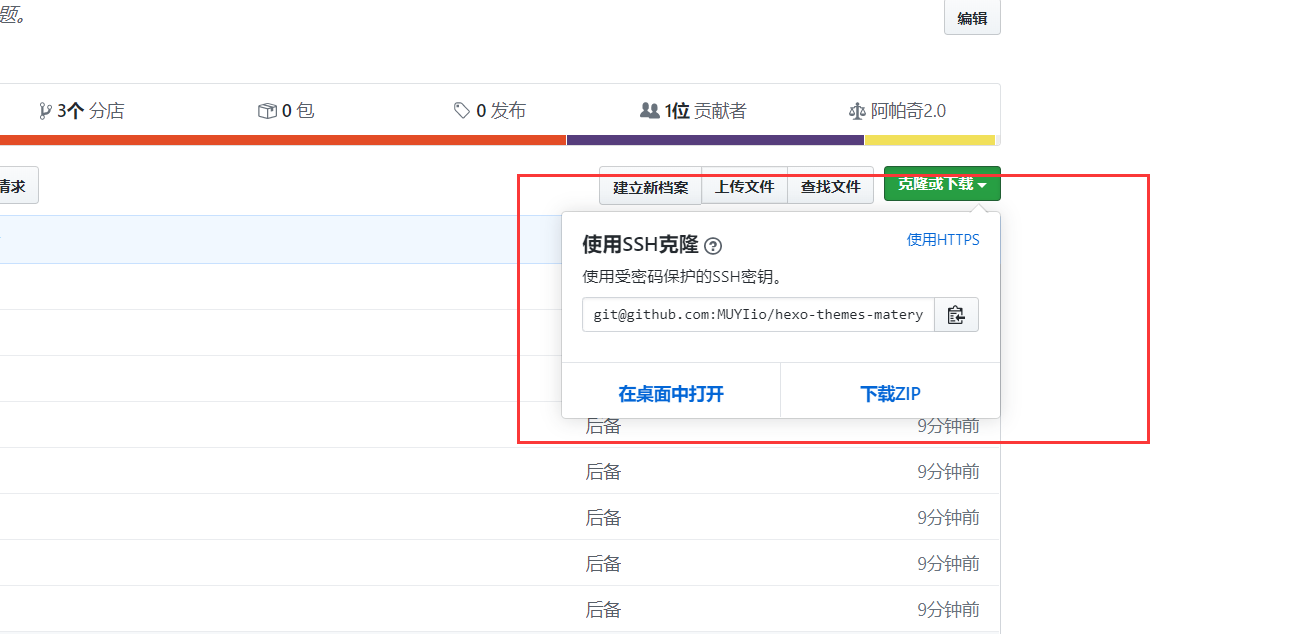 题。
编辑
3个 分店
0 包
0 发布
1位 贡献者
阿帕奇2.0
请求
建立新档案
上传文件
查找文件
克隆或下载
使用SSH克隆
使用HTTPS
使用受密码保护的SSH密钥。
git@github.com:MUYIio/hexo-themes-matery
在桌面中打开
下载ZIP
后备 9分钟前
后备 9分钟前
后备 9分钟前
后备 9分钟前
后备 9分钟前